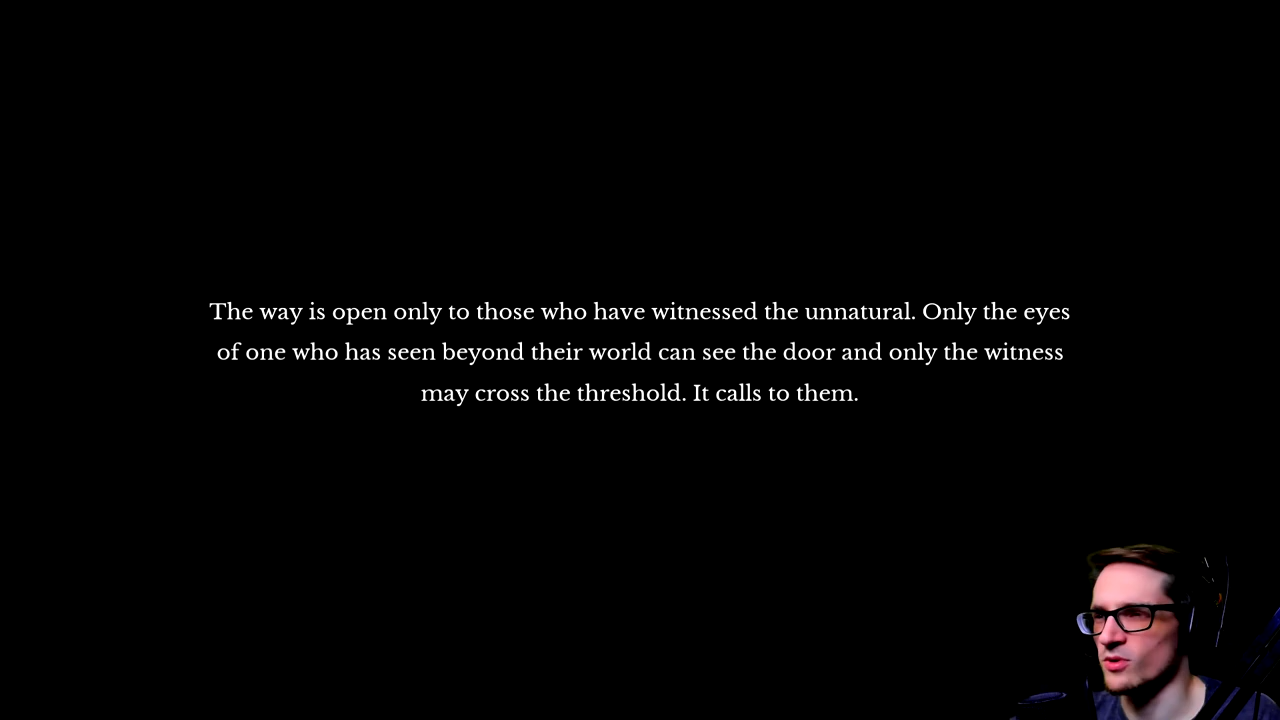 The way is open only to those who have witnessed the unnatural. Only the eyes
of one who has seen beyond their world can see the door and only the witness
may cross the threshold. It calls to them.